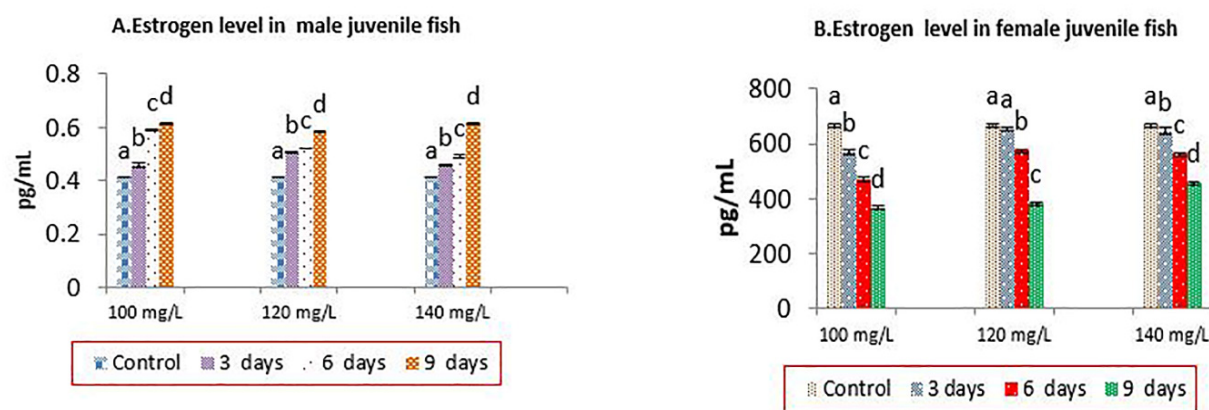 A.Estrogen level in male juvenile fish
pg/mL
0.8
0.6
0.4
0.2
0
a b c d
a b c d
a b c d
100 mg/L 120 mg/L 140 mg/L
Control 3 days 6 days 9 days
B.Estrogen level in female juvenile fish
pg/mL
800
600
400
200
0
a b c d
a a b c
a b c d
100 mg/L 120 mg/L 140 mg/L
Control 3 days 6 days 9 days